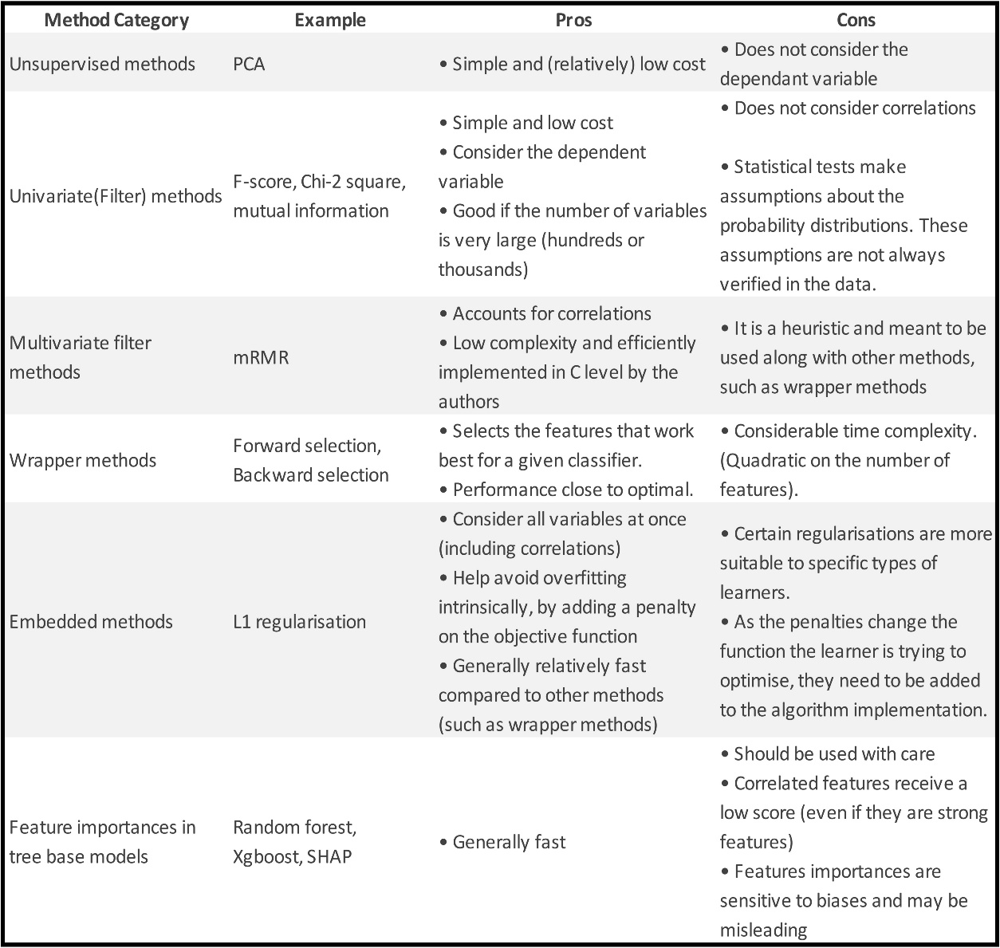 Method Category Example Pros Cons
Unsupervised methods PCA • Simple and (relatively) low cost • Does not consider the
dependant variable
Univariate(Filter) methods
F-score, Chi-2 square,
mutual information
• Simple and low cost
• Consider the dependent
variable
• Good if the number of variables
is very large (hundreds or
thousands)
• Does not consider correlations
• Statistical tests make
assumptions about the
probability distributions. These
assumptions are not always
verified in the data.
Multivariate filter
methods
mRMR
• Accounts for correlations
• Low complexity and efficiently
implemented in C level by the
authors
• It is a heuristic and meant to be
used along with other methods,
such as wrapper methods
Wrapper methods
Forward selection,
Backward selection
• Selects the features that work
best for a given classifier.
• Performance close to optimal.
• Considerable time complexity.
(Quadratic on the number of
features).
Embedded methods
L1 regularisation
• Consider all variables at once
(including correlations)
• Help avoid overfitting
intrinsically, by adding a penalty
on the objective function
• Generally relatively fast
compared to other methods
(such as wrapper methods)
• Certain regularisations are more
suitable to specific types of
learners.
• As the penalties change the
function the learner is trying to
optimise, they need to be added
to the algorithm implementation.
Feature importances in
tree base models
Random forest,
Xgboost, SHAP
• Generally fast
• Should be used with care
• Correlated features receive a
low score (even if they are strong
features)
• Features importances are
sensitive to biases and may be
misleading